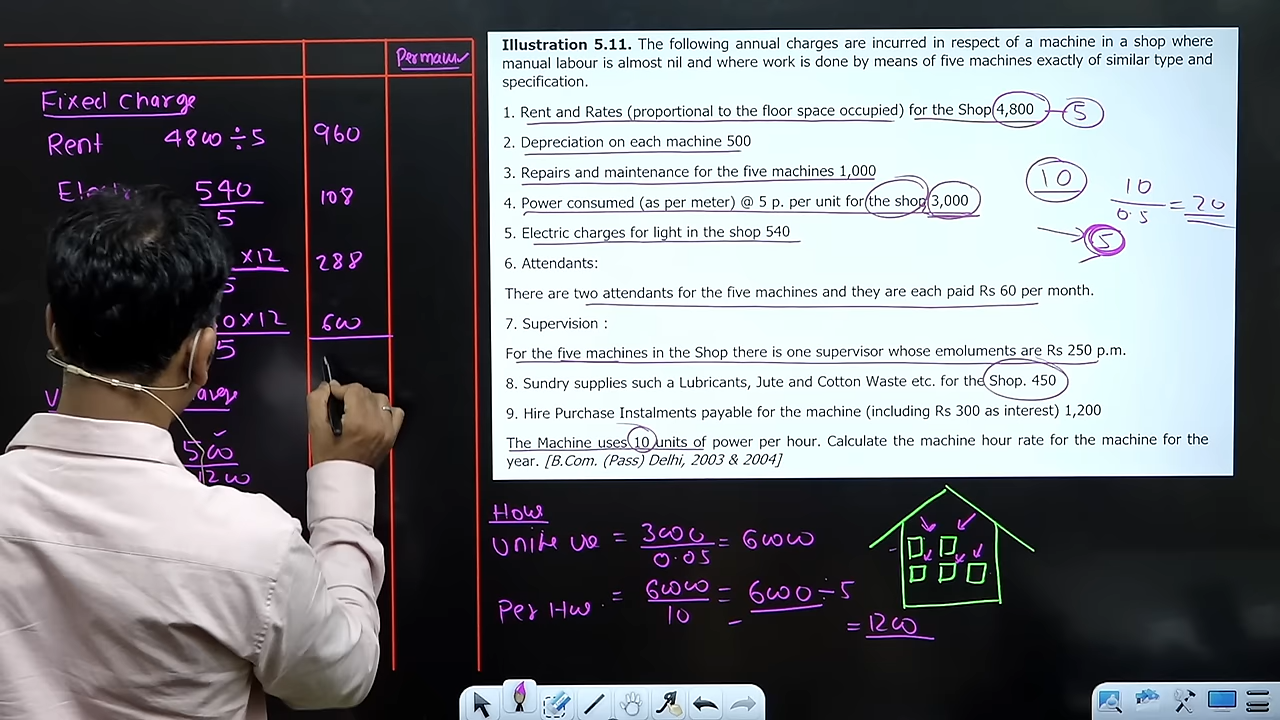 Permaw
Fixed Charge
Rent 4800 ÷ 5 960
540
5 108
×12 288
5
0×12 600
5
500
1200
Illustration 5.11. The following annual charges are incurred in respect of a machine in a shop where
manual labour is almost nil and where work is done by means of five machines exactly of similar type and
specification.
1. Rent and Rates (proportional to the floor space occupied) for the Shop 4,800 - 5
2. Depreciation on each machine 500
3. Repairs and maintenance for the five machines 1,000
4. Power consumed (as per meter) @ 5 p. per unit for the shop 3,000
5. Electric charges for light in the shop 540
6. Attendants:
There are two attendants for the five machines and they are each paid Rs 60 per month.
7. Supervision :
For the five machines in the Shop there is one supervisor whose emoluments are Rs 250 p.m.
8. Sundry supplies such a Lubricants, Jute and Cotton Waste etc. for the Shop. 450
9. Hire Purchase Instalments payable for the machine (including Rs 300 as interest) 1,200
The Machine uses 10 units of power per hour. Calculate the machine hour rate for the machine for the
year. [B.Com. (Pass) Delhi, 2003 & 2004]
10
10
0.5 = 20
5
Units use = 3000
0.05 = 60000
= 60000
10 = 6000 ÷ 5
= 1200